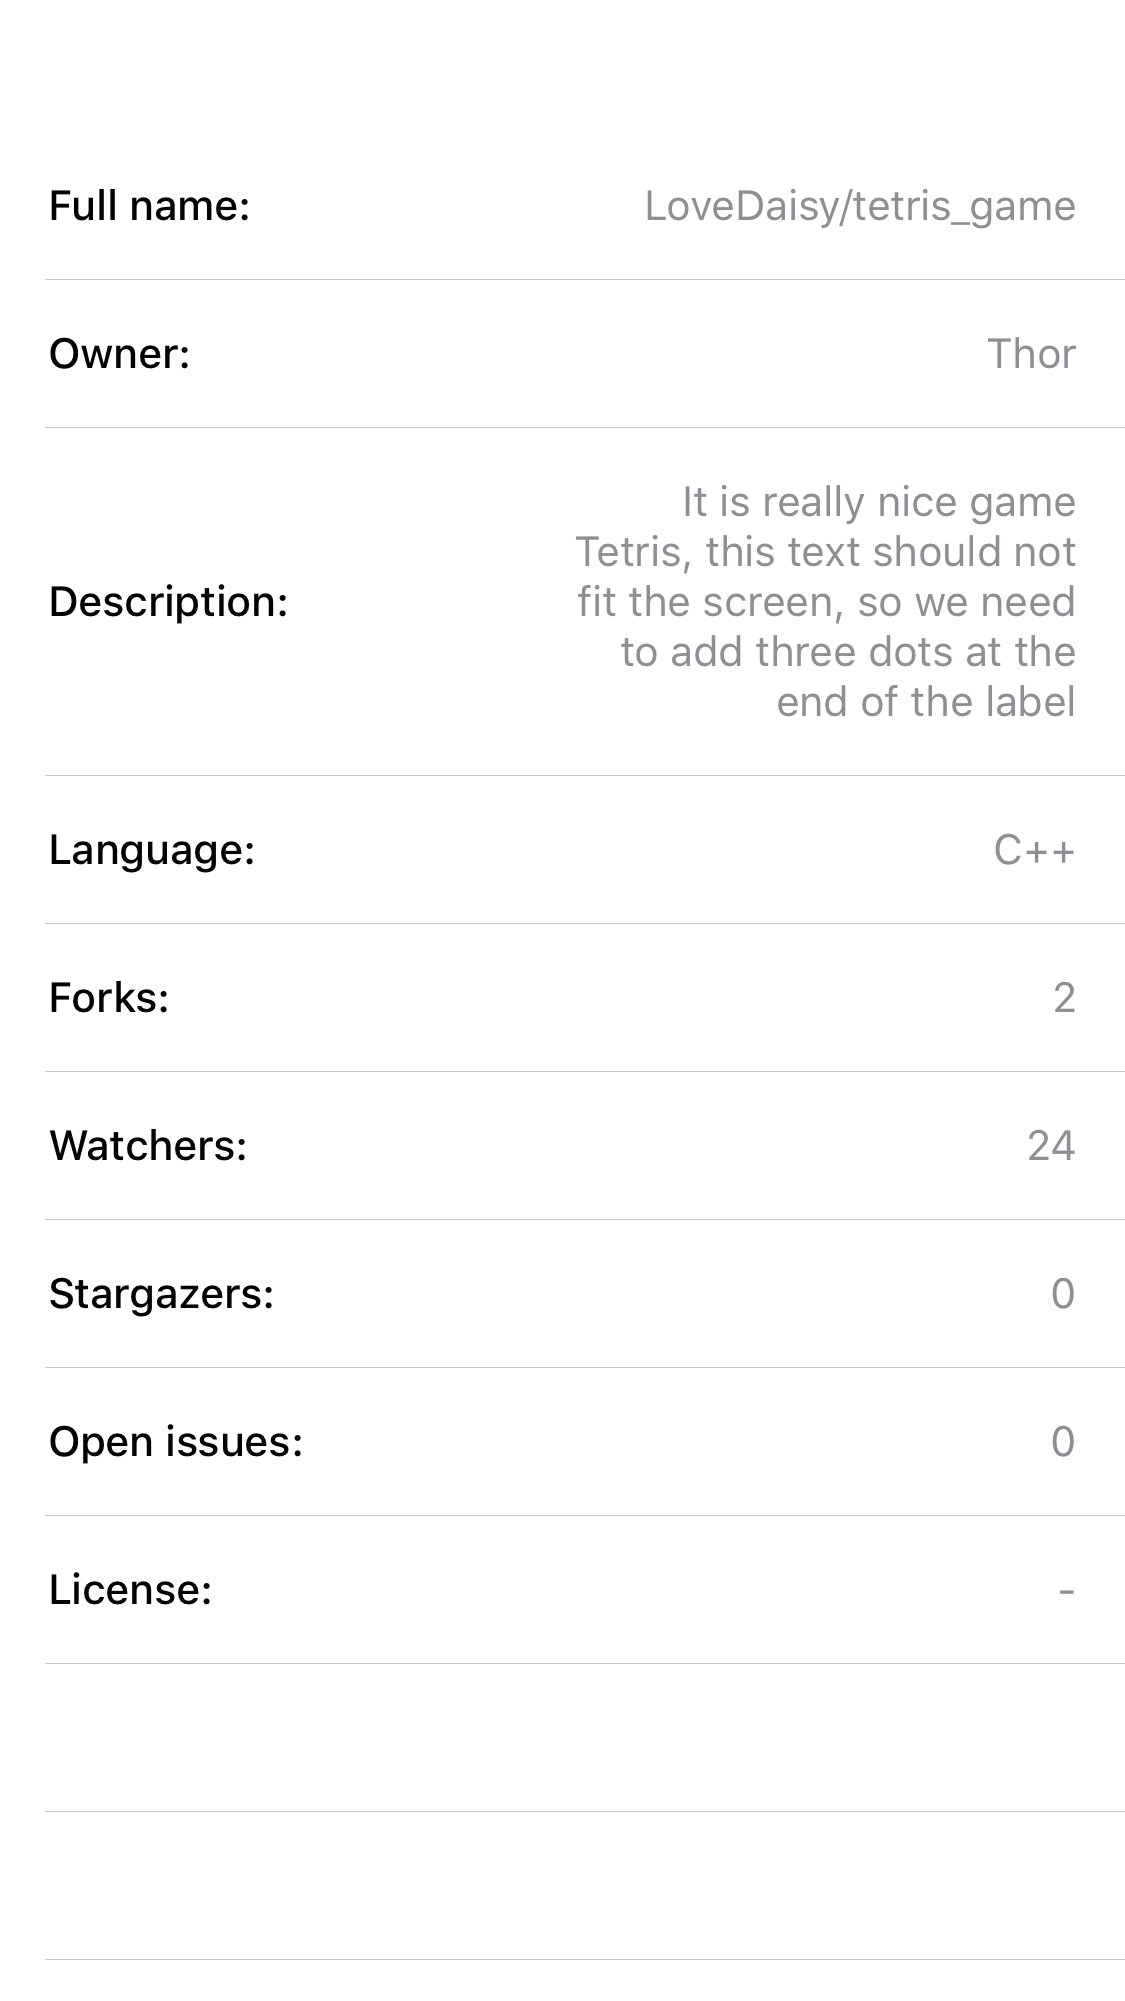 Full name: LoveDaisy/tetris_game
Owner: Thor
Description: It is really nice game
Tetris, this text should not
fit the screen, so we need
to add three dots at the
end of the label
Language: C++
Forks: 2
Watchers: 24
Stargazers: 0
Open issues: 0
License: -